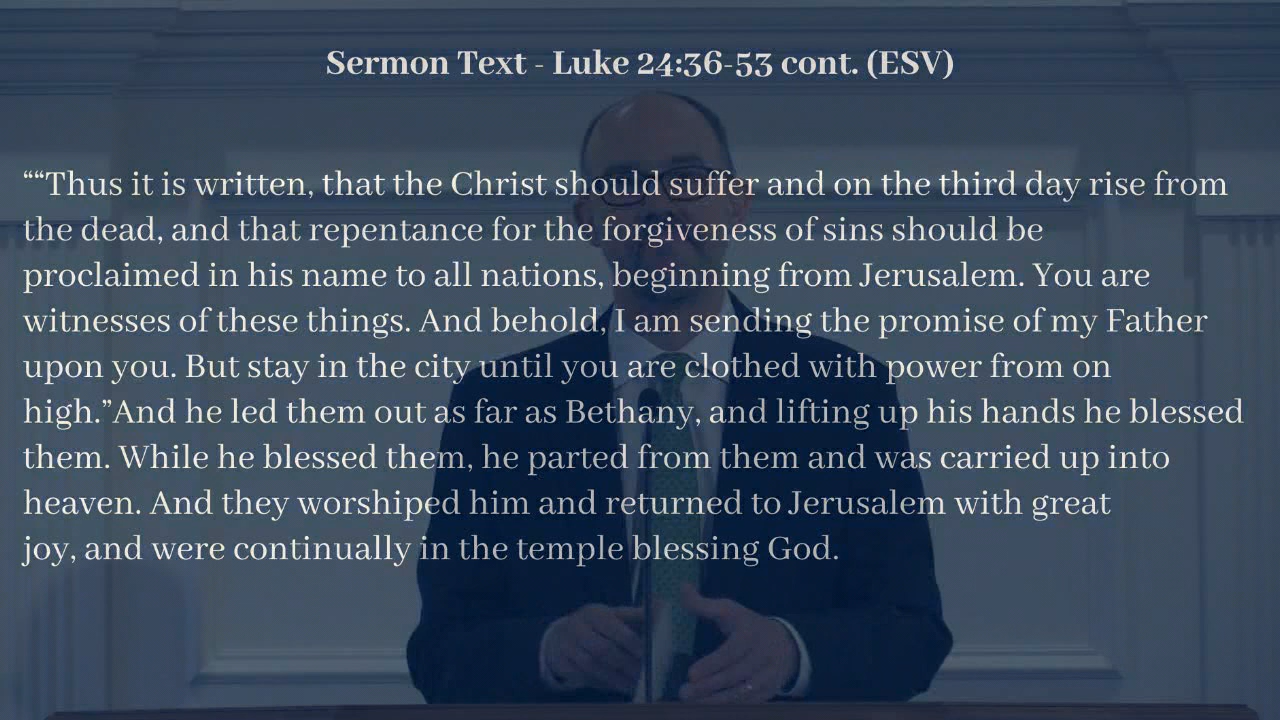 Sermon Text - Luke 24:36-53 cont. (ESV)
““Thus it is written, that the Christ should suffer and on the third day rise from
the dead, and that repentance for the forgiveness of sins should be
proclaimed in his name to all nations, beginning from Jerusalem. You are
witnesses of these things. And behold, I am sending the promise of my Father
upon you. But stay in the city until you are clothed with power from on
high.”And he led them out as far as Bethany, and lifting up his hands he blessed
them. While he blessed them, he parted from them and was carried up into
heaven. And they worshiped him and returned to Jerusalem with great
joy, and were continually in the temple blessing God.